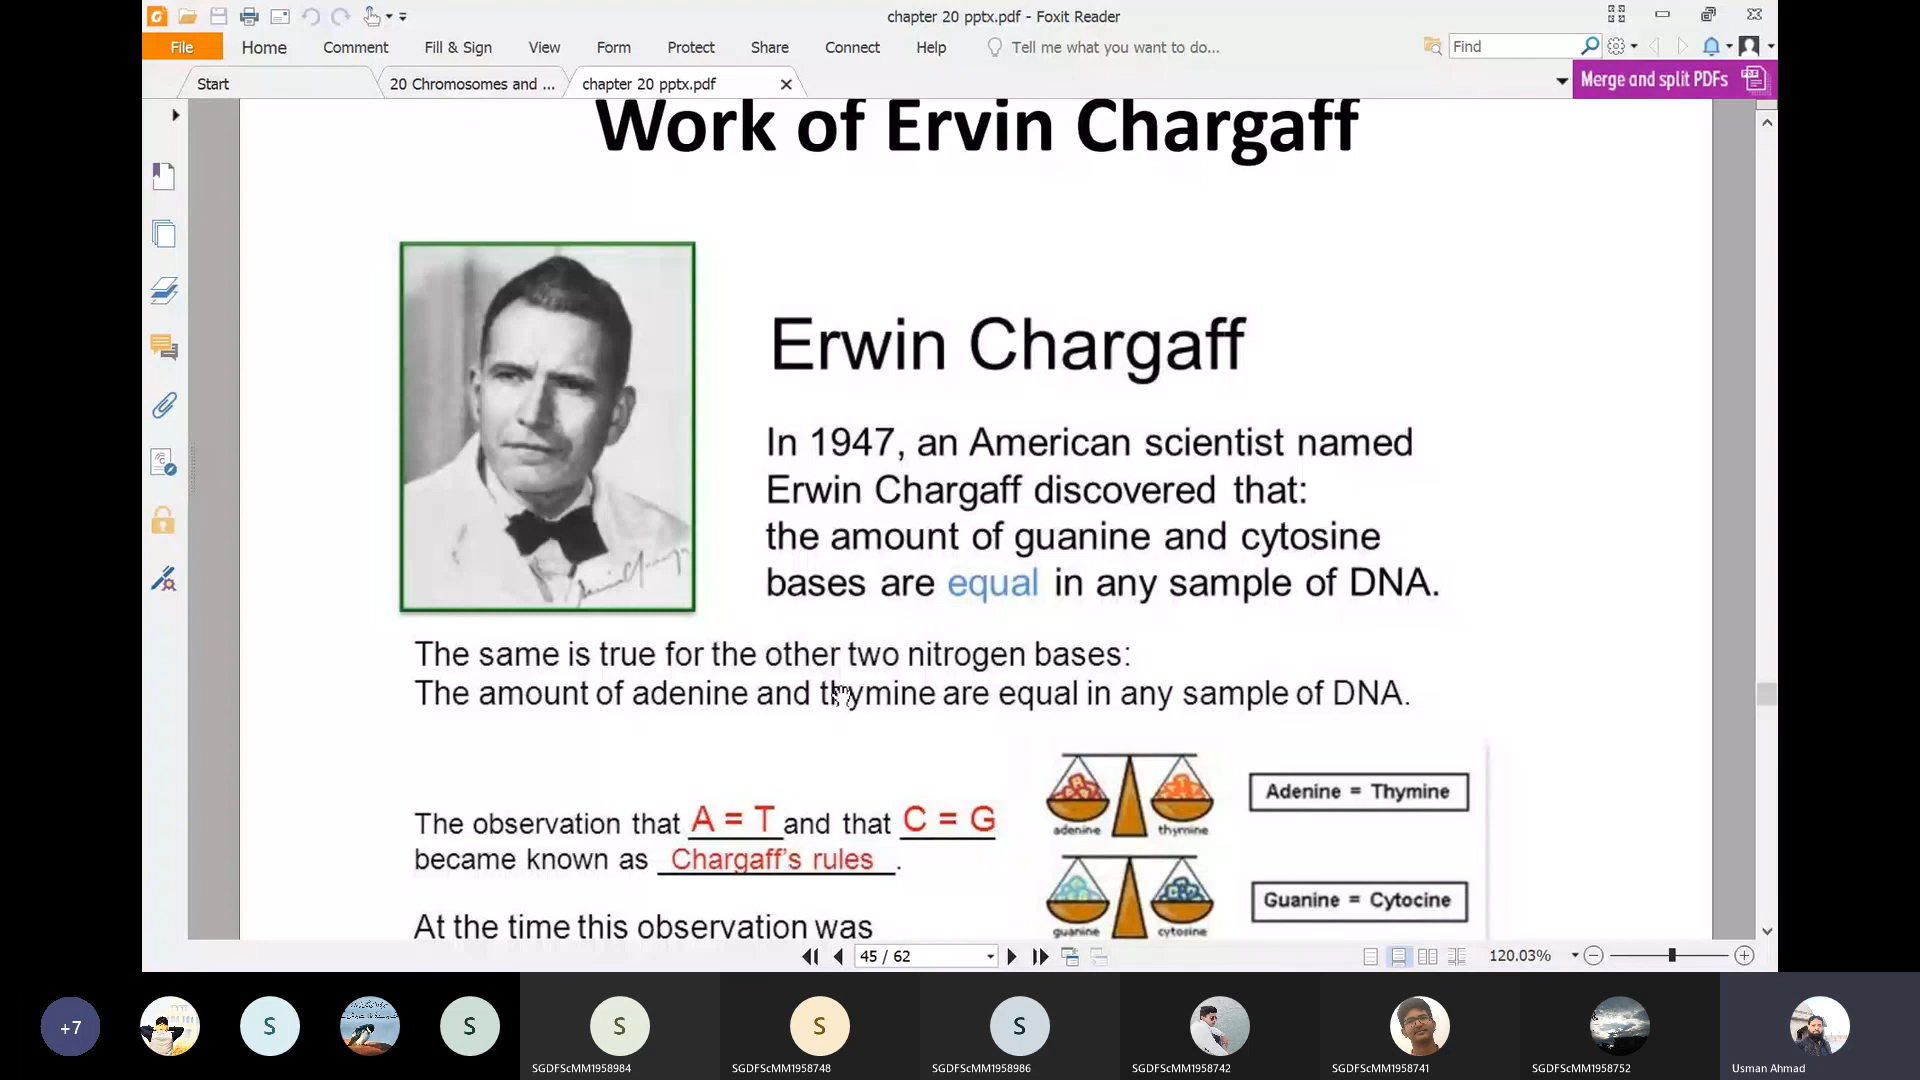 chapter 20 pptx.pdf - Foxit Reader
File Home Comment Fill & Sign View Form Protect Share Connect Help Tell me what you want to do... Find
Start 20 Chromosomes and ... chapter 20 pptx.pdf Merge and split PDFs
Work of Ervin Chargaff
Erwin Chargaff
In 1947, an American scientist named
Erwin Chargaff discovered that:
the amount of guanine and cytosine
bases are equal in any sample of DNA.
The same is true for the other two nitrogen bases:
The amount of adenine and thymine are equal in any sample of DNA.
The observation that A = T and that C = G
became known as Chargaff's rules.
At the time this observation was
adenine thymine
Adenine = Thymine
guanine cytosine
Guanine = Cytocine
45 / 62 120.03%
+7 S S S S S
SGDFScMM1958984 SGDFScMM1958748 SGDFScMM1958986 SGDFScMM1958742 SGDFScMM1958741 SGDFScMM1958752 Usman Ahmad